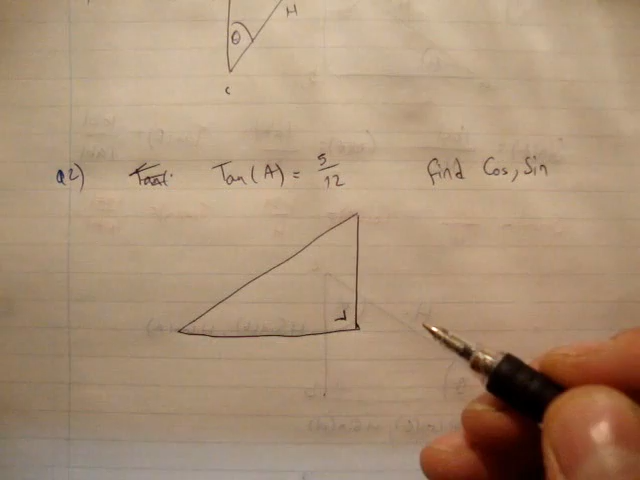 H
θ
c
Q2) Tan(A) = 5/12 find Cos, Sin